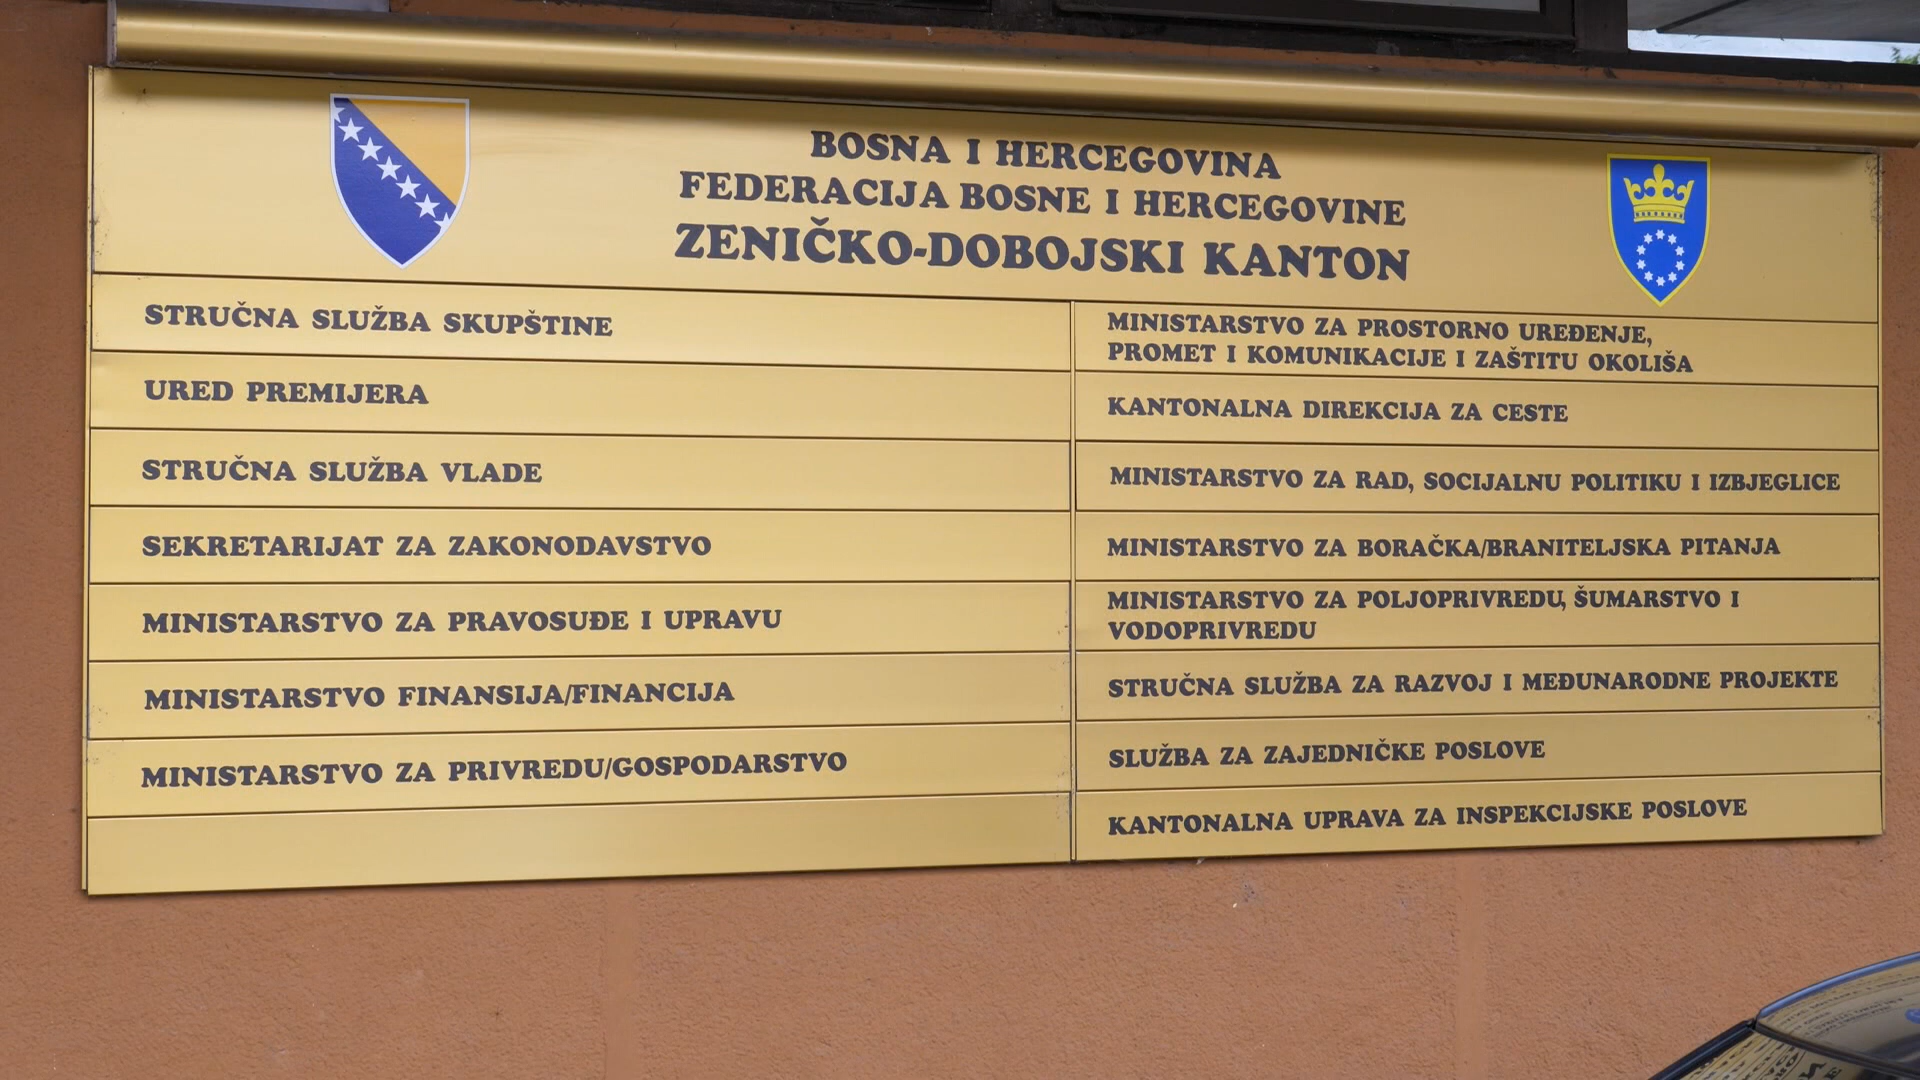 BOSNA I HERCEGOVINA
FEDERACIJA BOSNE I HERCEGOVINE
ZENIČKO-DOBOJSKI KANTON
STRUČNA SLUŽBA SKUPŠTINE
URED PREMIJERA
STRUČNA SLUŽBA VLADE
SEKRETARIJAT ZA ZAKONODAVSTVO
MINISTARSTVO ZA PRAVOSUĐE I UPRAVU
MINISTARSTVO FINANSIJA/FINANCIJA
MINISTARSTVO ZA PRIVREDU/GOSPODARSTVO
MINISTARSTVO ZA PROSTORNO UREĐENJE,
PROMET I KOMUNIKACIJE I ZAŠTITU OKOLIŠA
KANTONALNA DIREKCIJA ZA CESTE
MINISTARSTVO ZA RAD, SOCIJALNU POLITIKU I IZBJEGLICE
MINISTARSTVO ZA BORAČKA/BRANITELJSKA PITANJA
MINISTARSTVO ZA POLJOPRIVREDU, ŠUMARSTVO I
VODOPRIVREDU
STRUČNA SLUŽBA ZA RAZVOJ I MEĐUNARODNE PROJEKTE
SLUŽBA ZA ZAJEDNIČKE POSLOVE
KANTONALNA UPRAVA ZA INSPEKCIJSKE POSLOVE